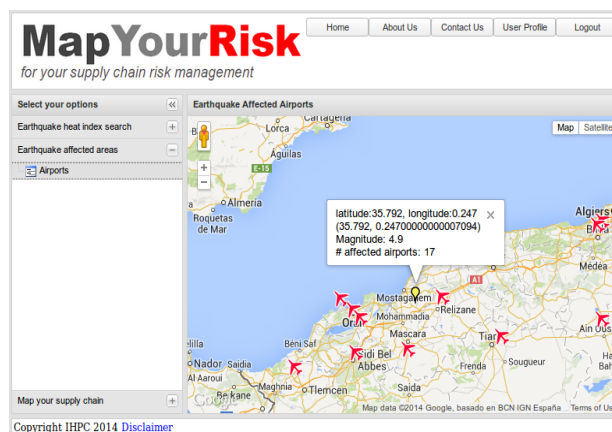 MapYourRisk
for your supply chain risk management
Home
About Us
Contact Us
User Profile
Logout
Select your options
Earthquake heat index search
Earthquake affected areas
Airports
Map your supply chain
Earthquake Affected Airports
Map
Satellite
Cartagena
Lorca
Águilas
E-15
Almeria
Roquetas
de Mar
latitude:35.792, longitude:0.247
(35.792, 0.24700000000007094)
Magnitude: 4.9
# affected airports: 17
Algiers
Médéa
A1
Mostaganem
Relizane
Mohammadia
Oran
Mascara
Tiaret
Sidi Bel
Abbes
Beni Saf
Nador
Saidia
Al Aaroui
Maghnia
Tlemcen
Berkane
Saida
Frenda
Sougueur
Google
Map data ©2014 Google, basado en BCN IGN España
Terms of Us
Copyright IHPC 2014 Disclaimer